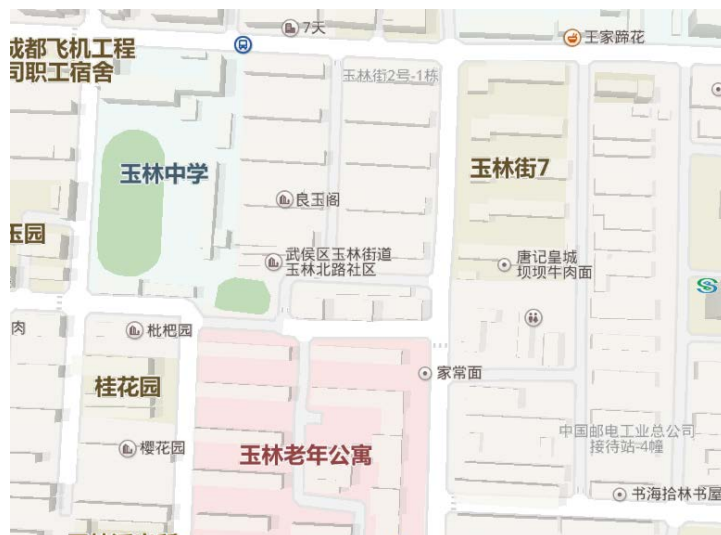 7天
王家蹄花
成都飞机工程
司职工宿舍
玉林街2号-1栋
玉林中学
玉林街7
良玉阁
玉园
武侯区玉林街道
玉林北路社区
唐记皇城
坝坝牛肉面
肉
枇杷园
家常面
桂花园
中国邮电工业总公司
接待站-4幢
樱花园
玉林老年公寓
书海拾林书屋